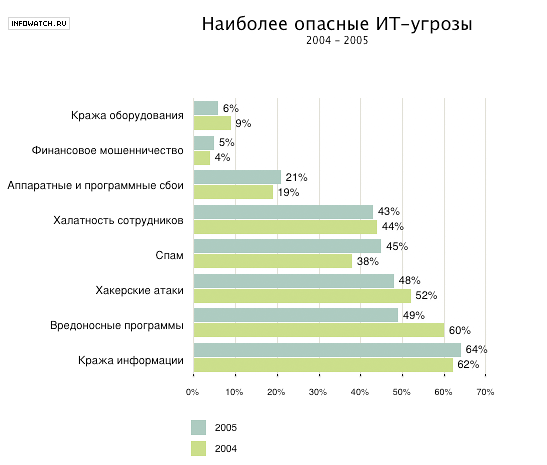 INFOWATCH.RU
Наиболее опасные ИТ-угрозы
2004 – 2005
Кража оборудования
6%
9%
Финансовое мошенничество
5%
4%
Аппаратные и программные сбои
21%
19%
Халатность сотрудников
43%
44%
Спам
45%
38%
Хакерские атаки
48%
52%
Вредоносные программы
49%
60%
Кража информации
64%
62%
0% 10% 20% 30% 40% 50% 60% 70%
2005
2004